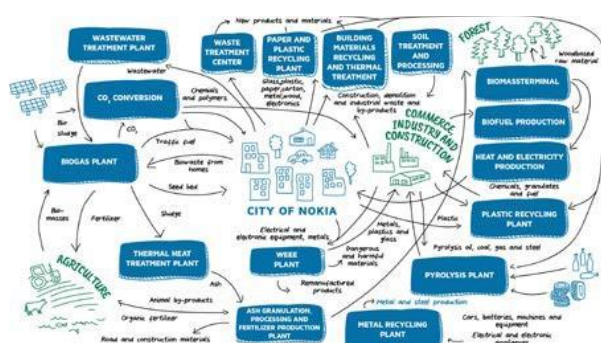 New products and materials
WASTEWATER
TREATMENT PLANT
WASTE
TREATMENT
CENTER
PAPER AND
PLASTIC
RECYCLING
PLANT
BUILDING
MATERIALS
RECYCLING AND
THERMAL
TREATMENT
SOIL
TREATMENT
AND
PROCESSING
FOREST
Woodbased
raw material
Wastewater
CO₂ CONVERSION
Chemicals
and polymers
Glass, plastic,
paper, carton,
metal, wood,
electronics
Construction, demolition
and industrial waste and
by-products
BIOMASSTERMINAL
BIOFUEL PRODUCTION
HEAT AND ELECTRICITY
PRODUCTION
Chemicals, granulates
and fuel
COMMERCE
INDUSTRY AND
CONSTRUCTION
Bio
sludge
CO₂
Traffic fuel
BIOGAS PLANT
Biowaste from
homes
Seed bed
CITY OF NOKIA
Plastic
PLASTIC RECYCLING
PLANT
Bio-
masses
Fertilizer
Sludge
Electrical and
electronic equipment, metals
Metals,
plastics and
glass
Pyrolysis oil, coal, gas and steel
THERMAL HEAT
TREATMENT PLANT
WEEE
PLANT
Dangerous
and harmful
materials
PYROLYSIS PLANT
AGRICULTURE
Ash
Remanufactured
products
Animal by-products
Organic fertilizer
Road and construction materials
ASH GRANULATION,
PROCESSING AND
FERTILIZER PRODUCTION
PLANT
Metal and steel production
METAL RECYCLING
PLANT
Cars, batteries, machines and
equipment
Electrical and electronic